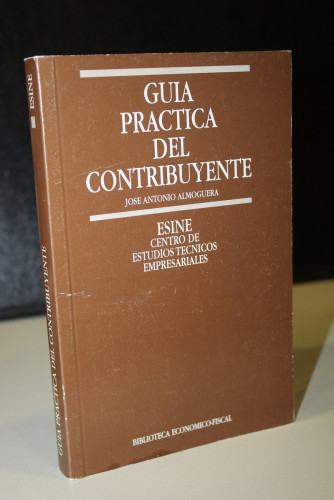 GUIA
PRACTICA
DEL
CONTRIBUYENTE
JOSE ANTONIO ALMOGUERA
ESINE
CENTRO DE
ESTUDIOS TECNICOS
EMPRESARIALES
BIBLIOTECA ECONOMICO-FISCAL
ESINE
GUIA PRACTICA DEL CONTRIBUYENTE